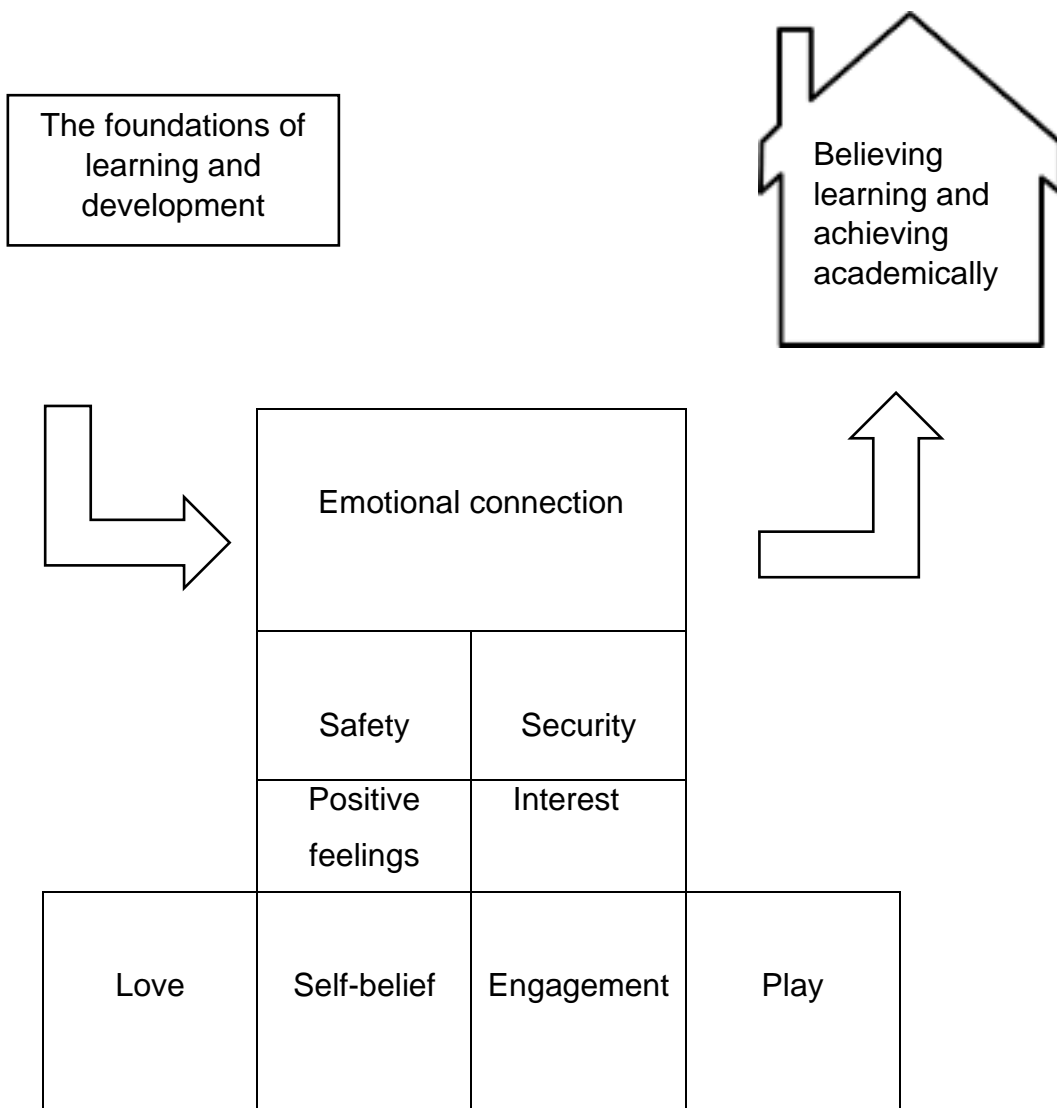 The foundations of
learning and
development
Believing
learning and
achieving
academically
Emotional connection
Safety
Security
Positive
feelings
Interest
Love
Self-belief
Engagement
Play